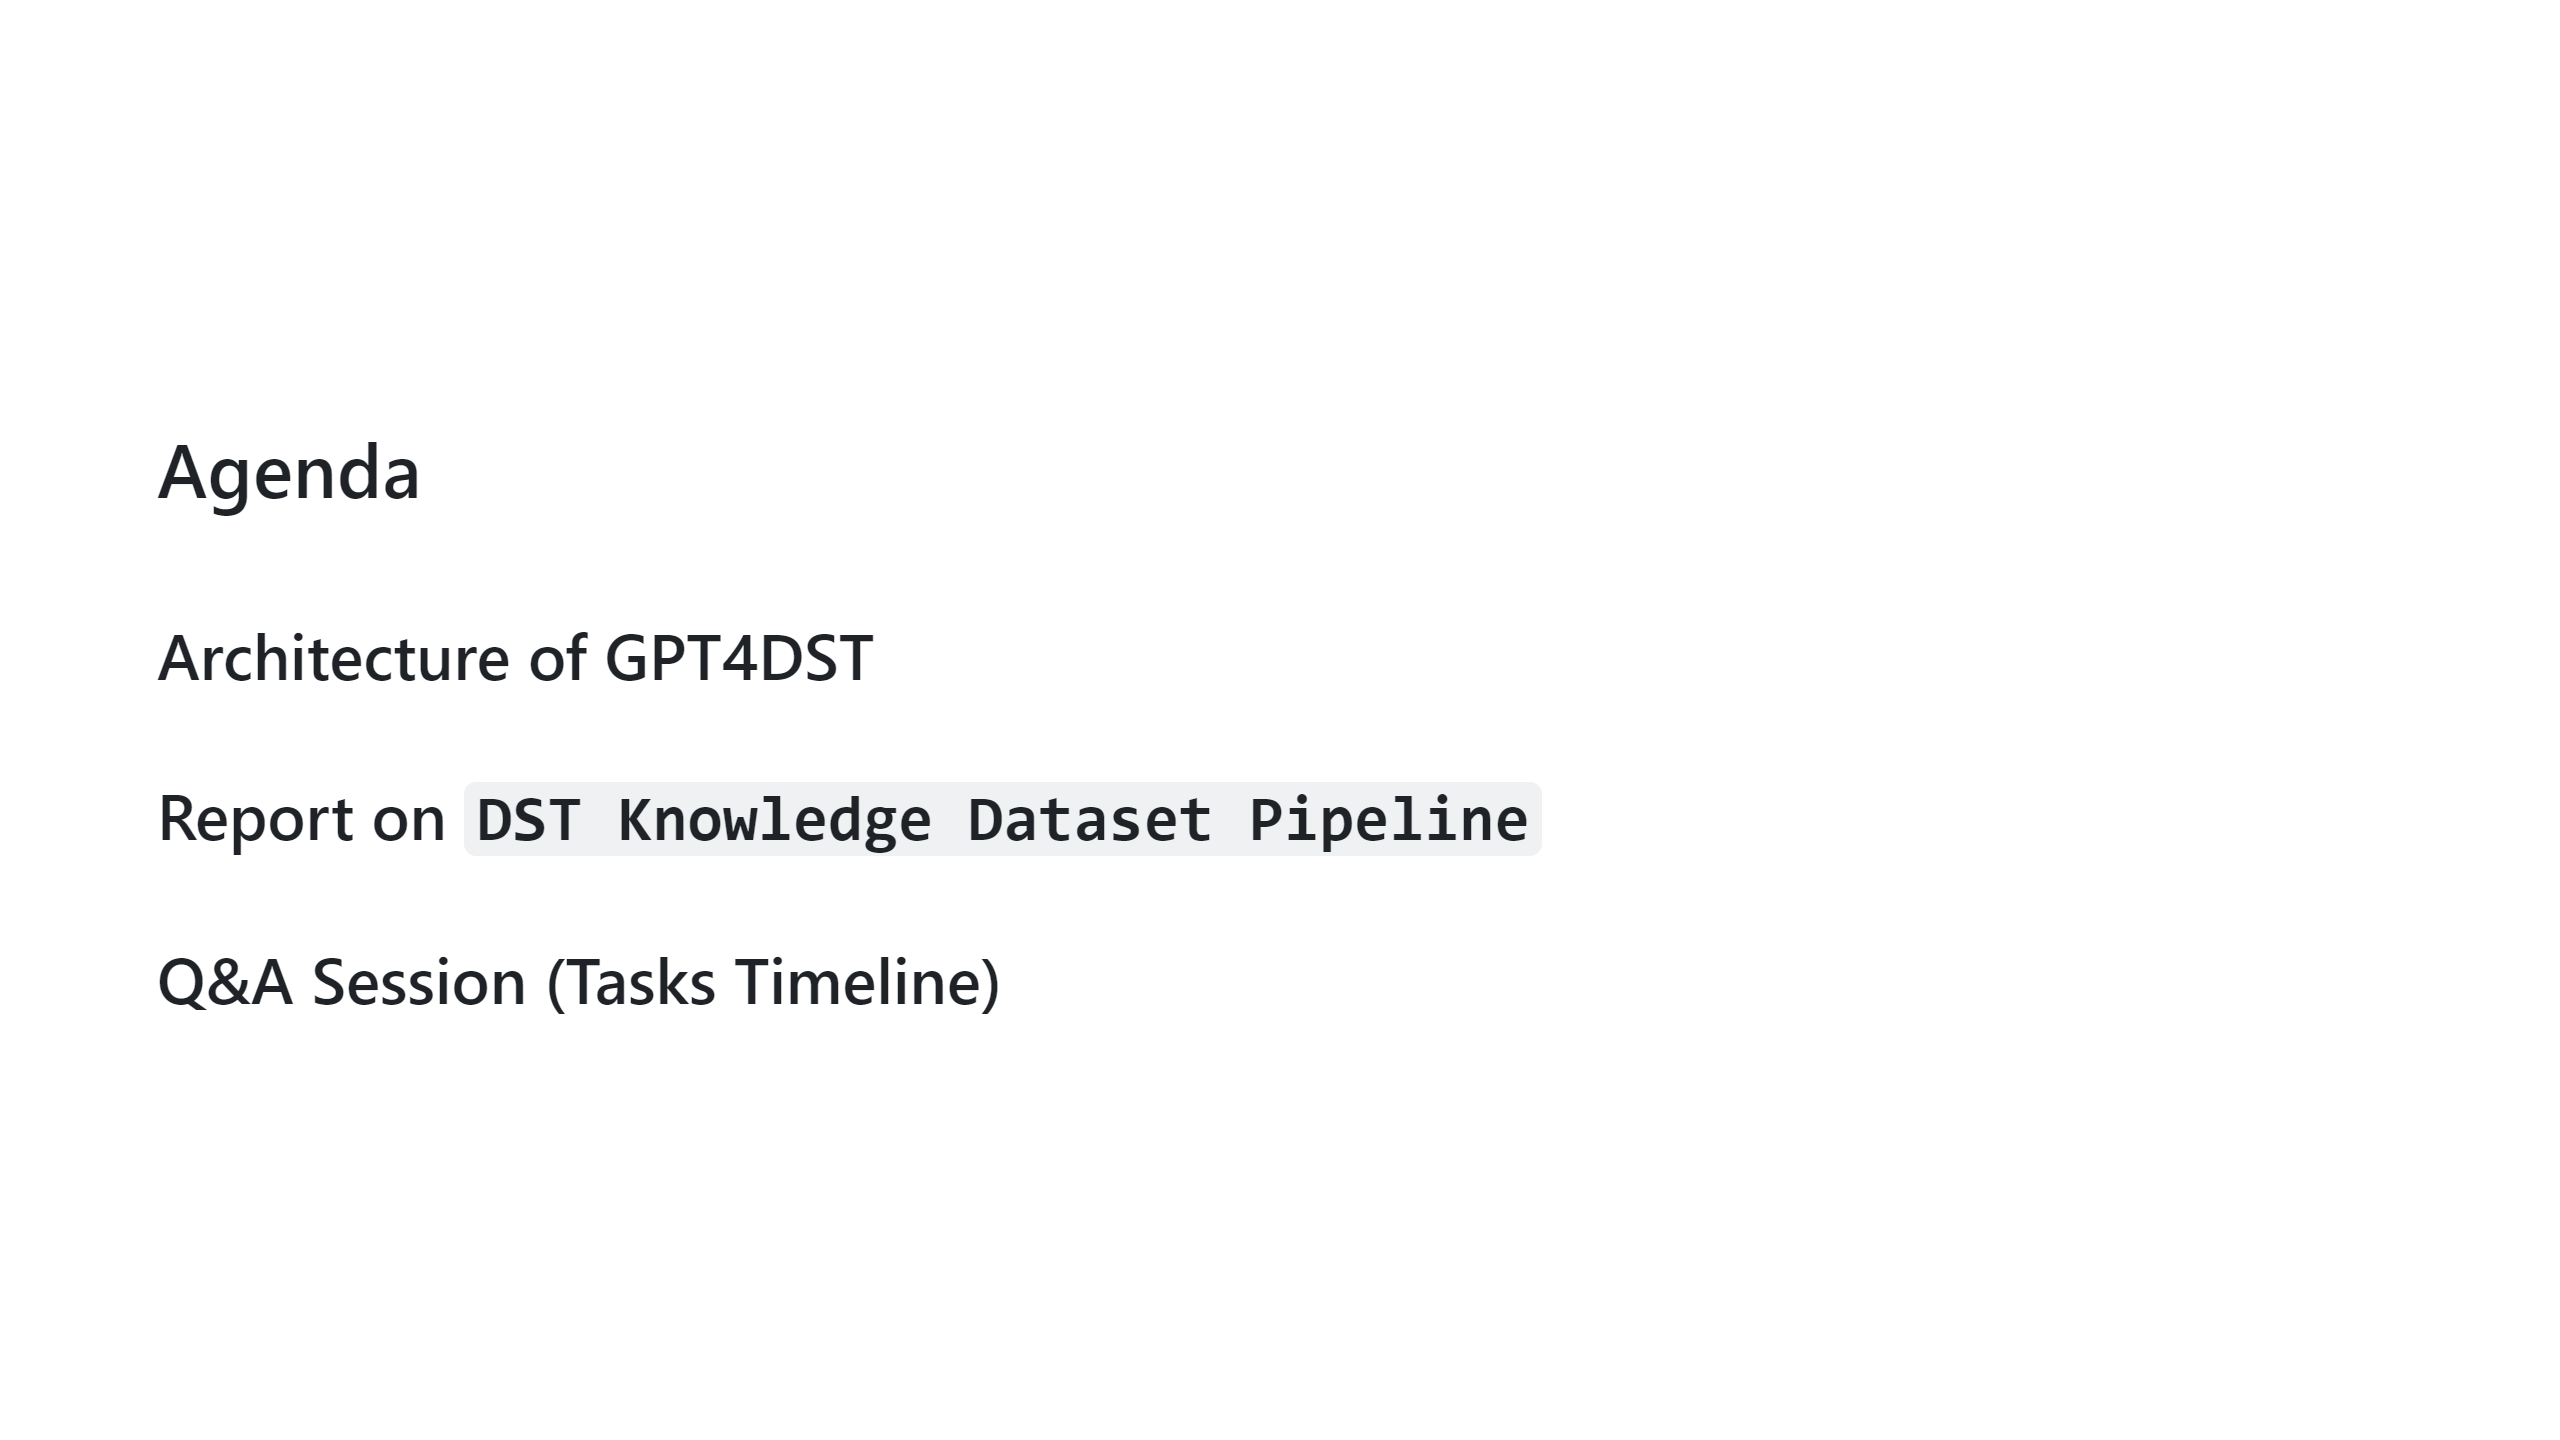 Agenda
Architecture of GPT4DST
Report on DST Knowledge Dataset Pipeline
Q&A Session (Tasks Timeline)